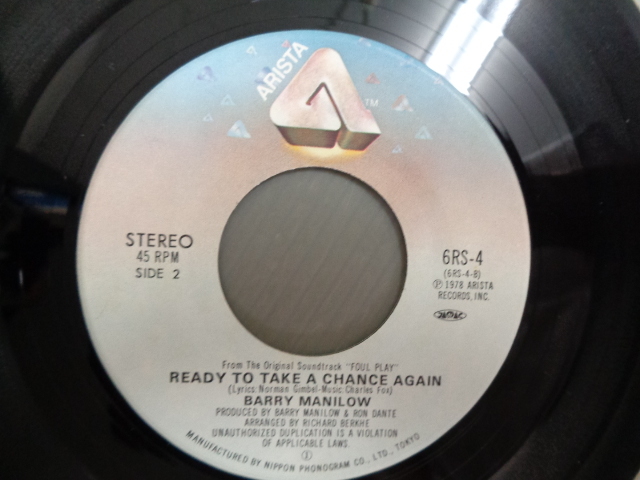 ARISTA
TM
STEREO
45 RPM
SIDE 2
6RS-4
(6RS-4-B)
Ⓟ 1978 ARISTA
RECORDS, INC.
From The Original Soundtrack "FOUL PLAY"
READY TO TAKE A CHANCE AGAIN
(Lyrics: Norman Gimbel-Music: Charles Fox)
BARRY MANILOW
PRODUCED BY BARRY MANILOW & RON DANTE
ARRANGED BY RICHARD BERKHE
UNAUTHORIZED DUPLICATION IS A VIOLATION
OF APPLICABLE LAWS.
MANUFACTURED BY NIPPON PHONOGRAM CO., LTD., TOKYO